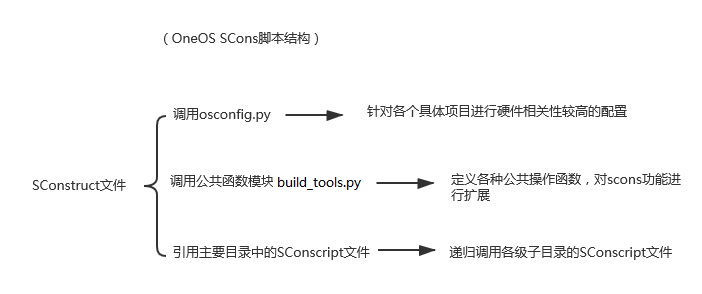 （OneOS SCons脚本结构）
调用osconfig.py
针对各个具体项目进行硬件相关性较高的配置
SConstruct文件
调用公共函数模块 build_tools.py
定义各种公共操作函数，对scons功能进
行扩展
引用主要目录中的SConscript文件
递归调用各级子目录的SConscript文件